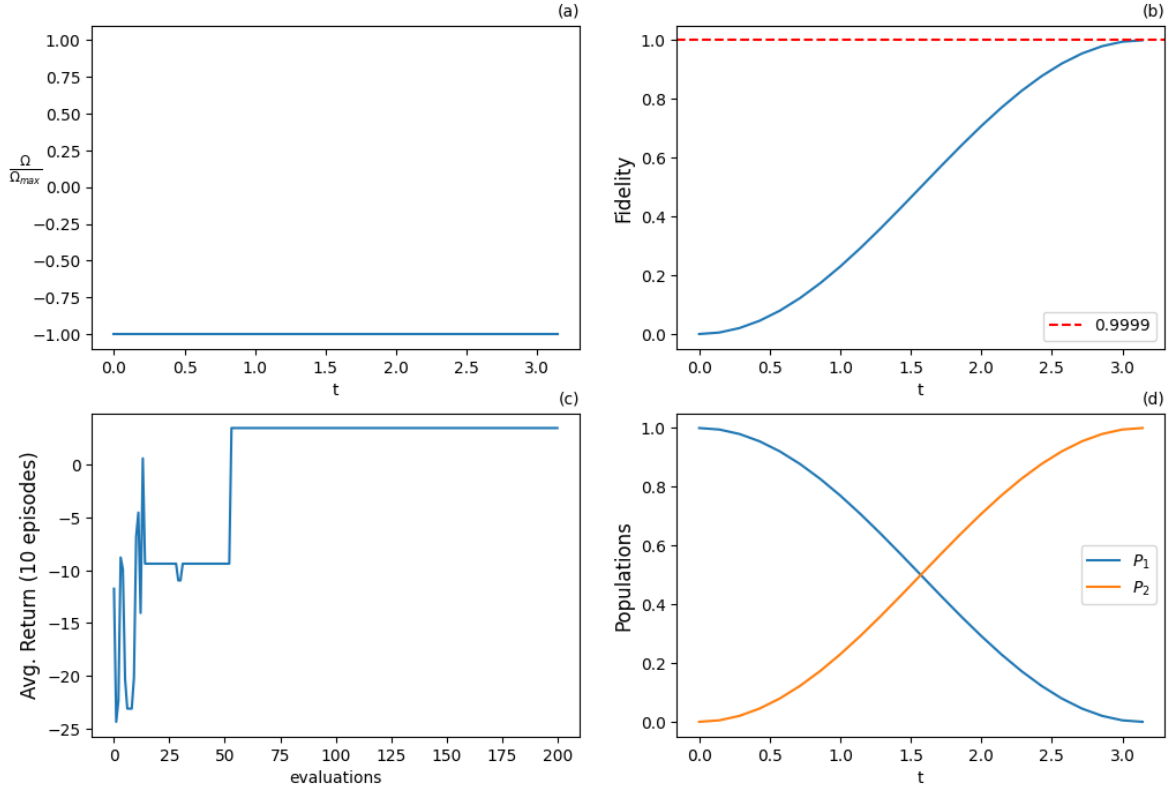 (a)
1.00
0.75
0.50
0.25
0.00
−0.25
−0.50
−0.75
−1.00
Ω
Ωmax
0.0 0.5 1.0 1.5 2.0 2.5 3.0
t
(b)
1.0
0.8
0.6
0.4
0.2
0.0
Fidelity
0.9999
0.0 0.5 1.0 1.5 2.0 2.5 3.0
t
(c)
0
−5
−10
−15
−20
−25
Avg. Return (10 episodes)
0 25 50 75 100 125 150 175 200
evaluations
(d)
1.0
0.8
0.6
0.4
0.2
0.0
Populations
P1
P2
0.0 0.5 1.0 1.5 2.0 2.5 3.0
t